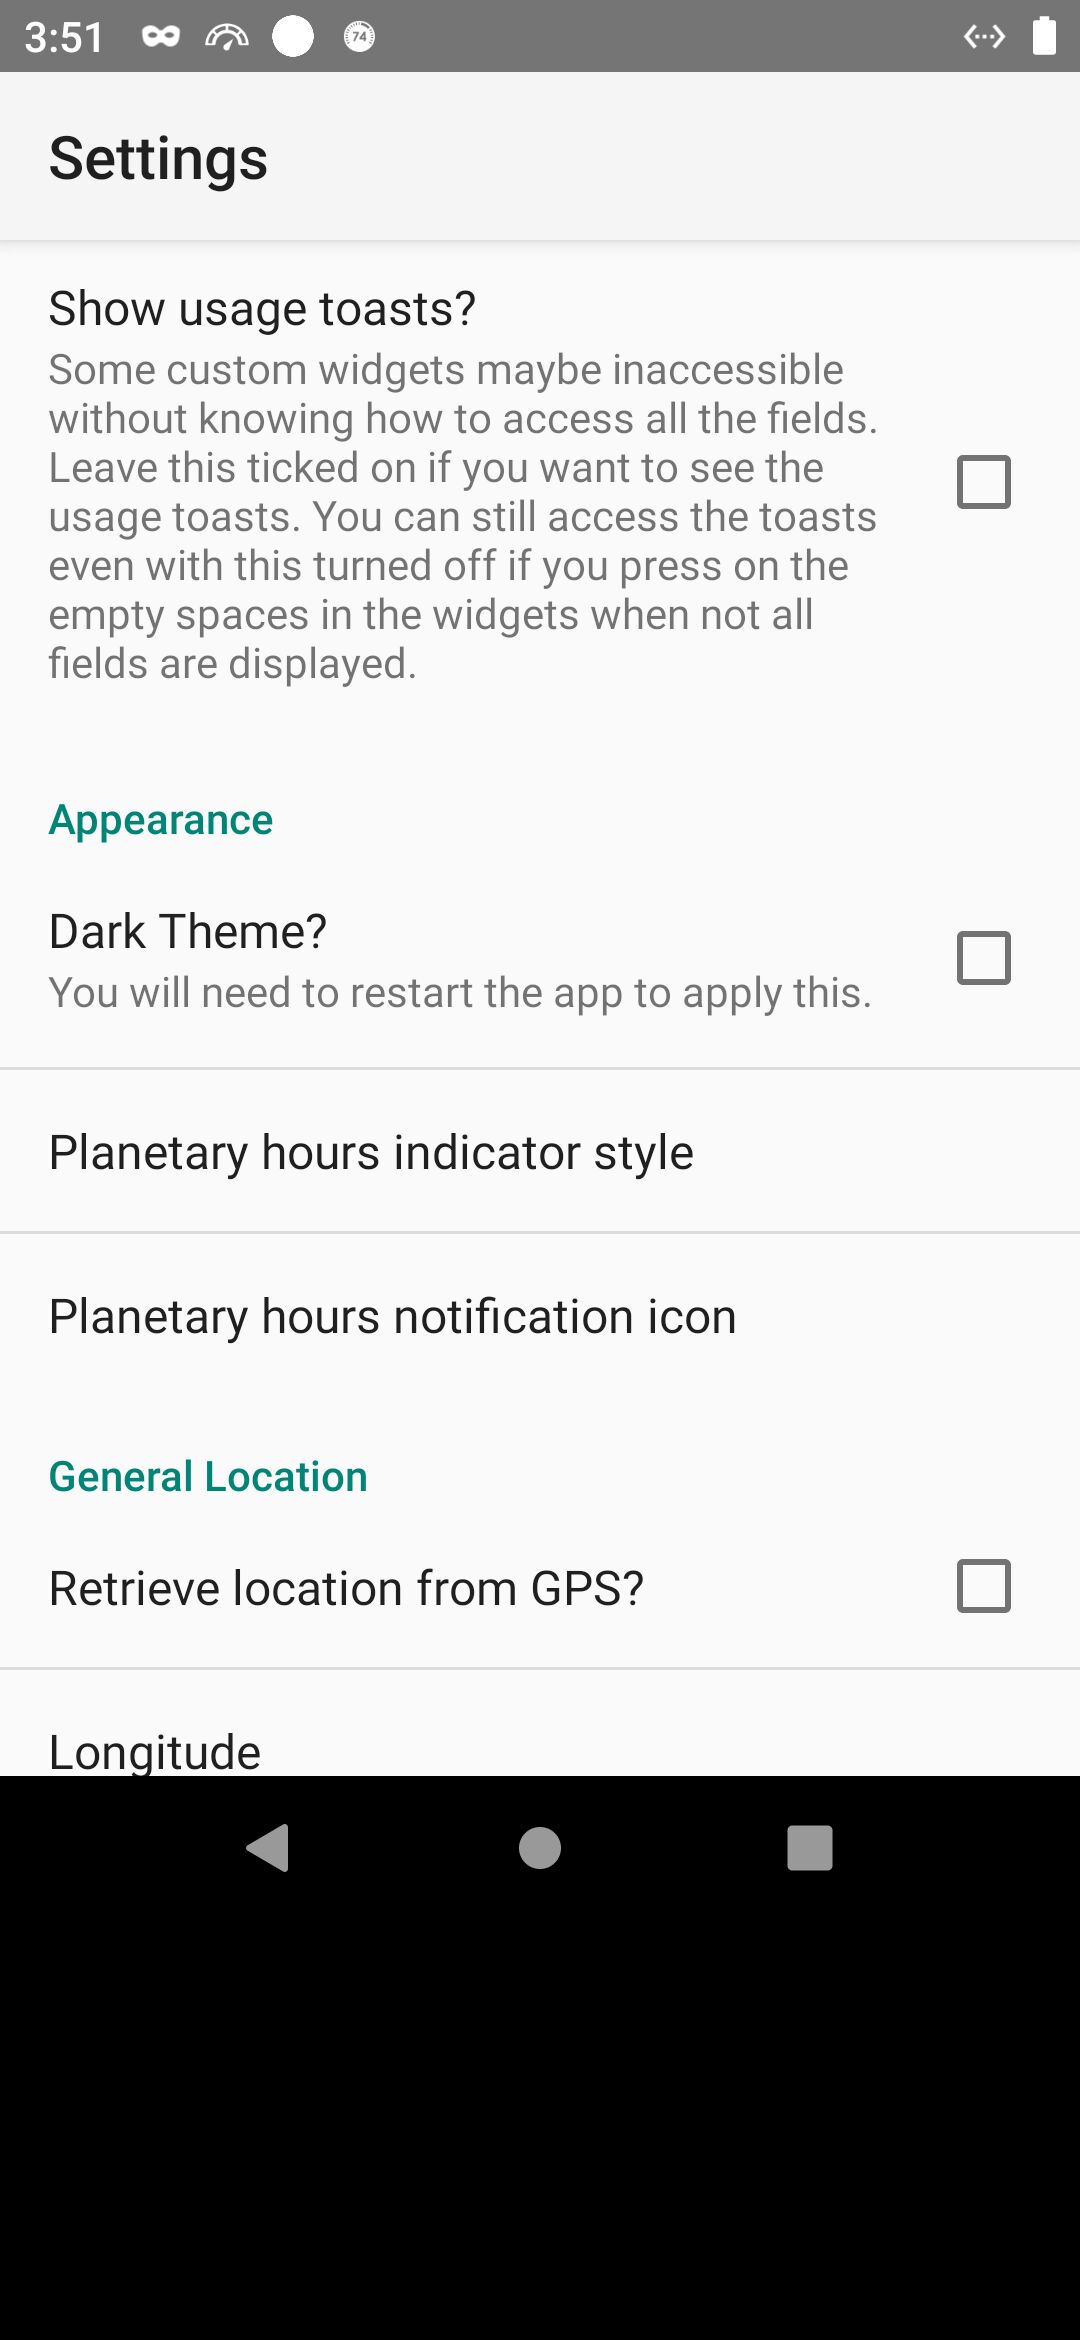 3:51
74
Settings
Show usage toasts?
Some custom widgets maybe inaccessible
without knowing how to access all the fields.
Leave this ticked on if you want to see the
usage toasts. You can still access the toasts
even with this turned off if you press on the
empty spaces in the widgets when not all
fields are displayed.
Appearance
Dark Theme?
You will need to restart the app to apply this.
Planetary hours indicator style
Planetary hours notification icon
General Location
Retrieve location from GPS?
Longitude